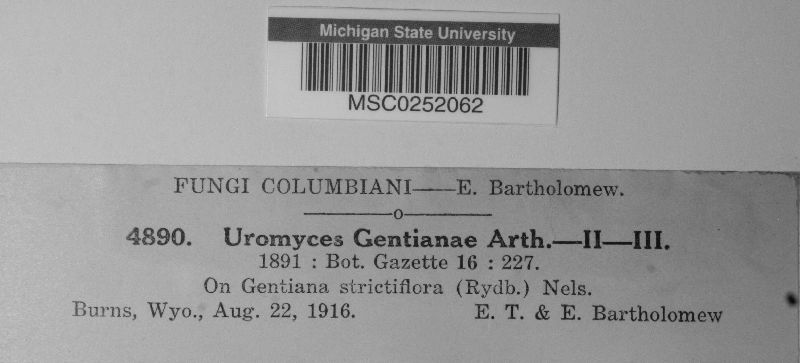 Michigan State University
MSC0252062
FUNGI COLUMBIANI——E. Bartholomew.
———o———
4890. Uromyces Gentianae Arth.—II—III.
1891 : Bot. Gazette 16 : 227.
On Gentiana strictiflora (Rydb.) Nels.
Burns, Wyo., Aug. 22, 1916. E. T. & E. Bartholomew